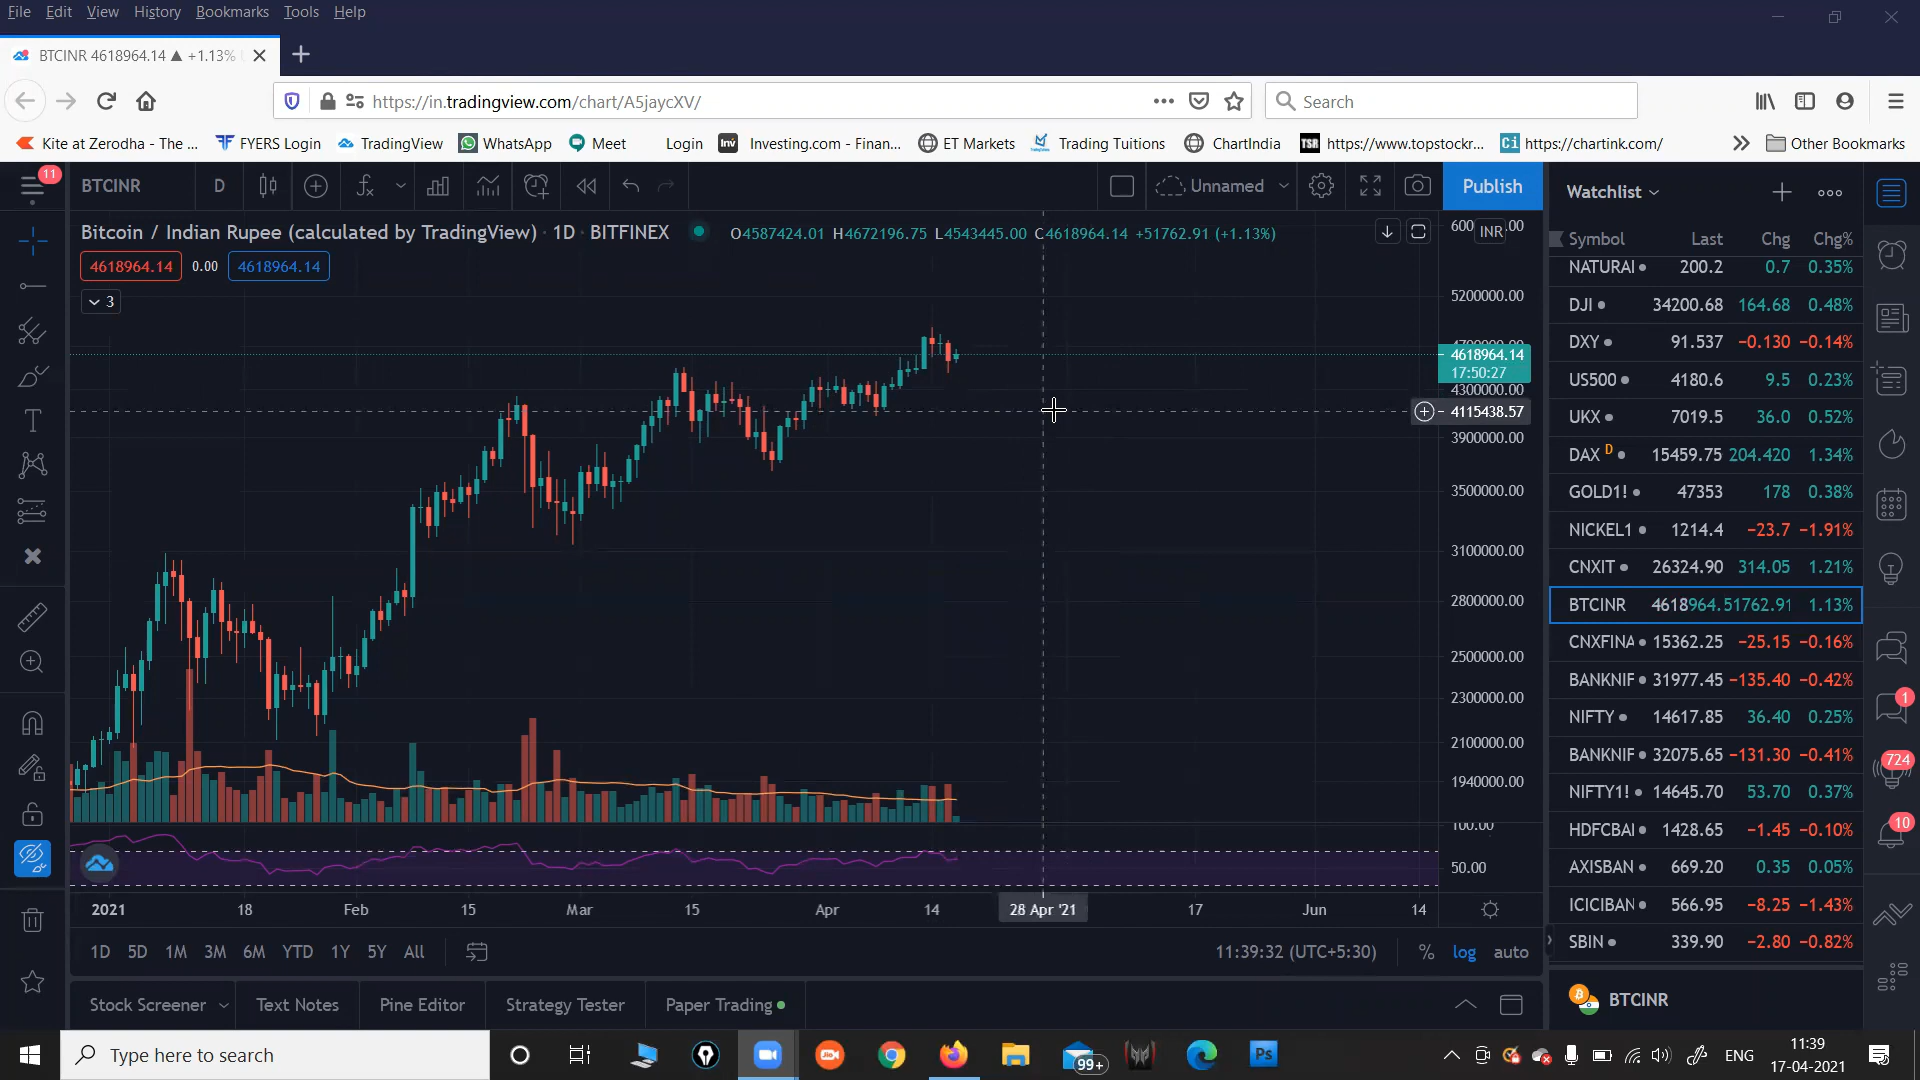 File Edit View History Bookmarks Tools Help
BTCINR 4618964.14 ▲ +1.13%
https://in.tradingview.com/chart/A5jaycXV/
Search
Kite at Zerodha - The ... FYERS Login TradingView WhatsApp Meet Login Inv Investing.com - Finan... ET Markets Trading Tuitions ChartIndia TSR https://www.topstockr... Ci https://chartink.com/ Other Bookmarks
11
BTCINR D Unnamed Publish
Bitcoin / Indian Rupee (calculated by TradingView) · 1D · BITFINEX O4587424.01 H4672196.75 L4543445.00 C4618964.14 +51762.91 (+1.13%)
4618964.14 0.00 4618964.14
3
INR
5200000.00
4618964.14
17:50:27
4300000.00
4115438.57
3900000.00
3500000.00
3100000.00
2800000.00
2500000.00
2300000.00
2100000.00
1940000.00
100.00
50.00
2021 18 Feb 15 Mar 15 Apr 14 28 Apr '21 17 Jun 14
1D 5D 1M 3M 6M YTD 1Y 5Y All 11:39:32 (UTC+5:30) % log auto
Stock Screener Text Notes Pine Editor Strategy Tester Paper Trading
Watchlist
Symbol Last Chg Chg%
NATURAI 200.2 0.7 0.35%
DJI 34200.68 164.68 0.48%
DXY 91.537 −0.130 −0.14%
US500 4180.6 9.5 0.23%
UKX 7019.5 36.0 0.52%
DAX D 15459.75 204.420 1.34%
GOLD1! 47353 178 0.38%
NICKEL1 1214.4 −23.7 −1.91%
CNXIT 26324.90 314.05 1.21%
BTCINR 4618964.51762.91 1.13%
CNXFINA 15362.25 −25.15 −0.16%
BANKNIF 31977.45 −135.40 −0.42%
NIFTY 14617.85 36.40 0.25%
BANKNIF 32075.65 −131.30 −0.41%
NIFTY1! 14645.70 53.70 0.37%
HDFCBAI 1428.65 −1.45 −0.10%
AXISBAN 669.20 0.35 0.05%
ICICIBAN 566.95 −8.25 −1.43%
SBIN 339.90 −2.80 −0.82%
BTCINR
1
724
10
Type here to search
Jio
99+
Ps
ENG
11:39
17-04-2021